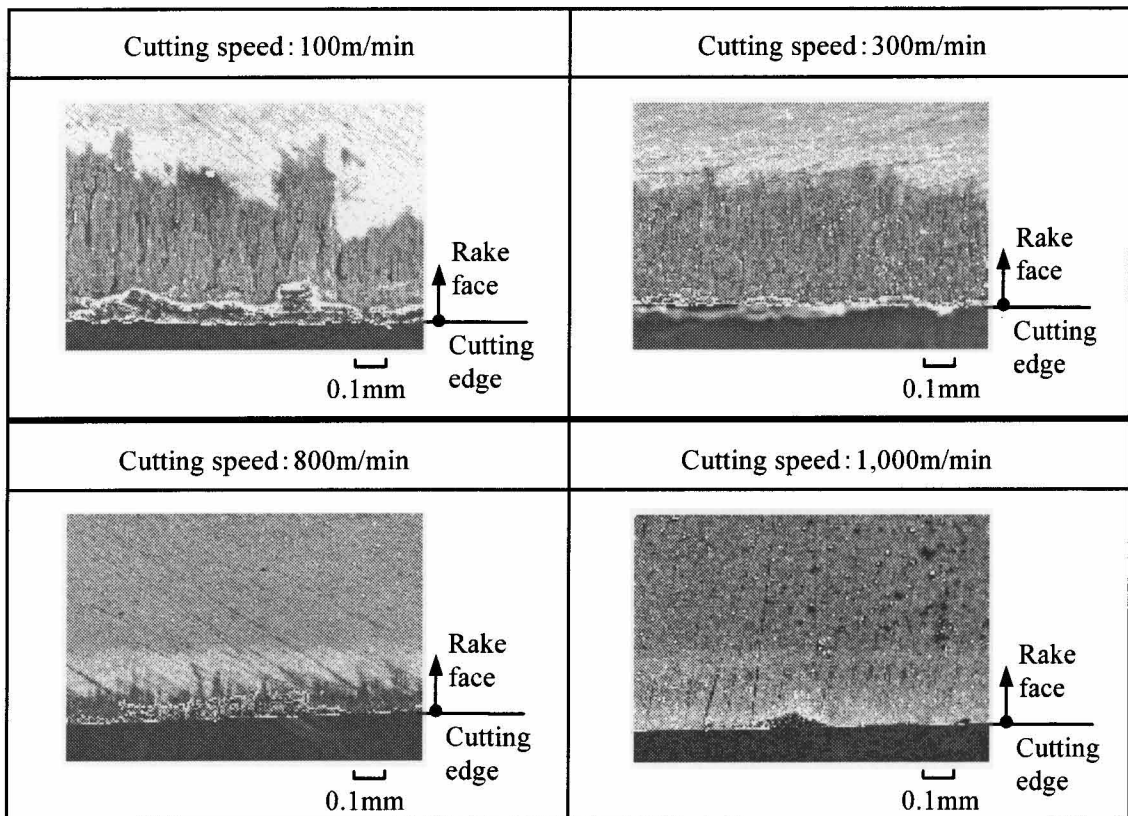 Cutting speed : 100m/min
Cutting speed : 300m/min
Rake
face
Cutting
edge
0.1mm
Rake
face
Cutting
edge
0.1mm
Cutting speed : 800m/min
Cutting speed : 1,000m/min
Rake
face
Cutting
edge
0.1mm
Rake
face
Cutting
edge
0.1mm